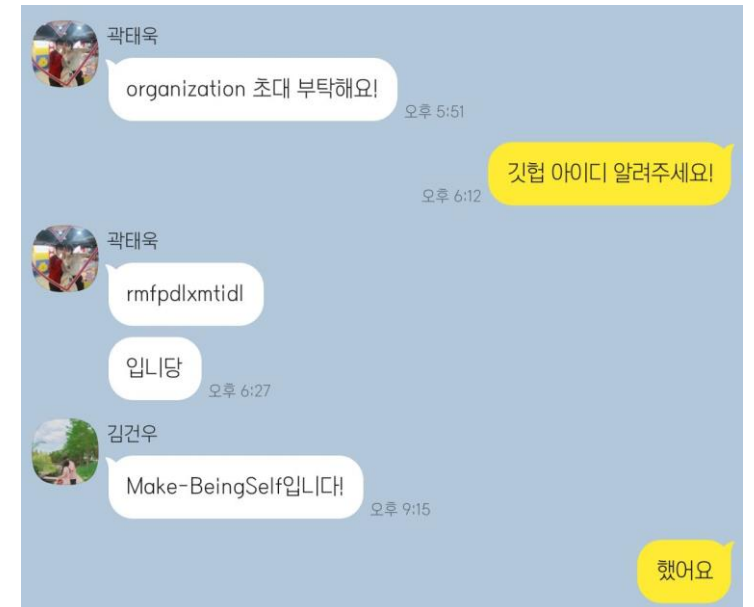 곽태욱
organization 초대 부탁해요!
오후 5:51
깃헙 아이디 알려주세요!
오후 6:12
곽태욱
rmfpdlxmtidl
입니당
오후 6:27
김건우
Make-BeingSelf입니다!
오후 9:15
했어요